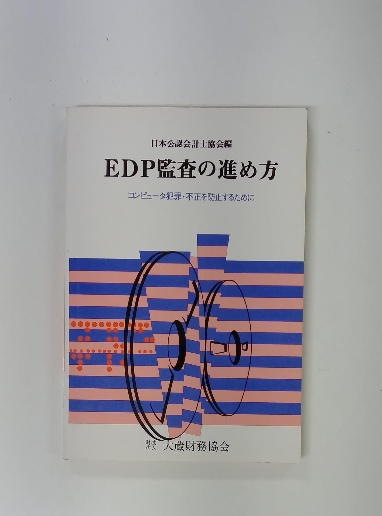 日本公認会計士協会編
EDP監査の進め方
コンピュータ犯罪・不正を防止するために
大蔵財務協会